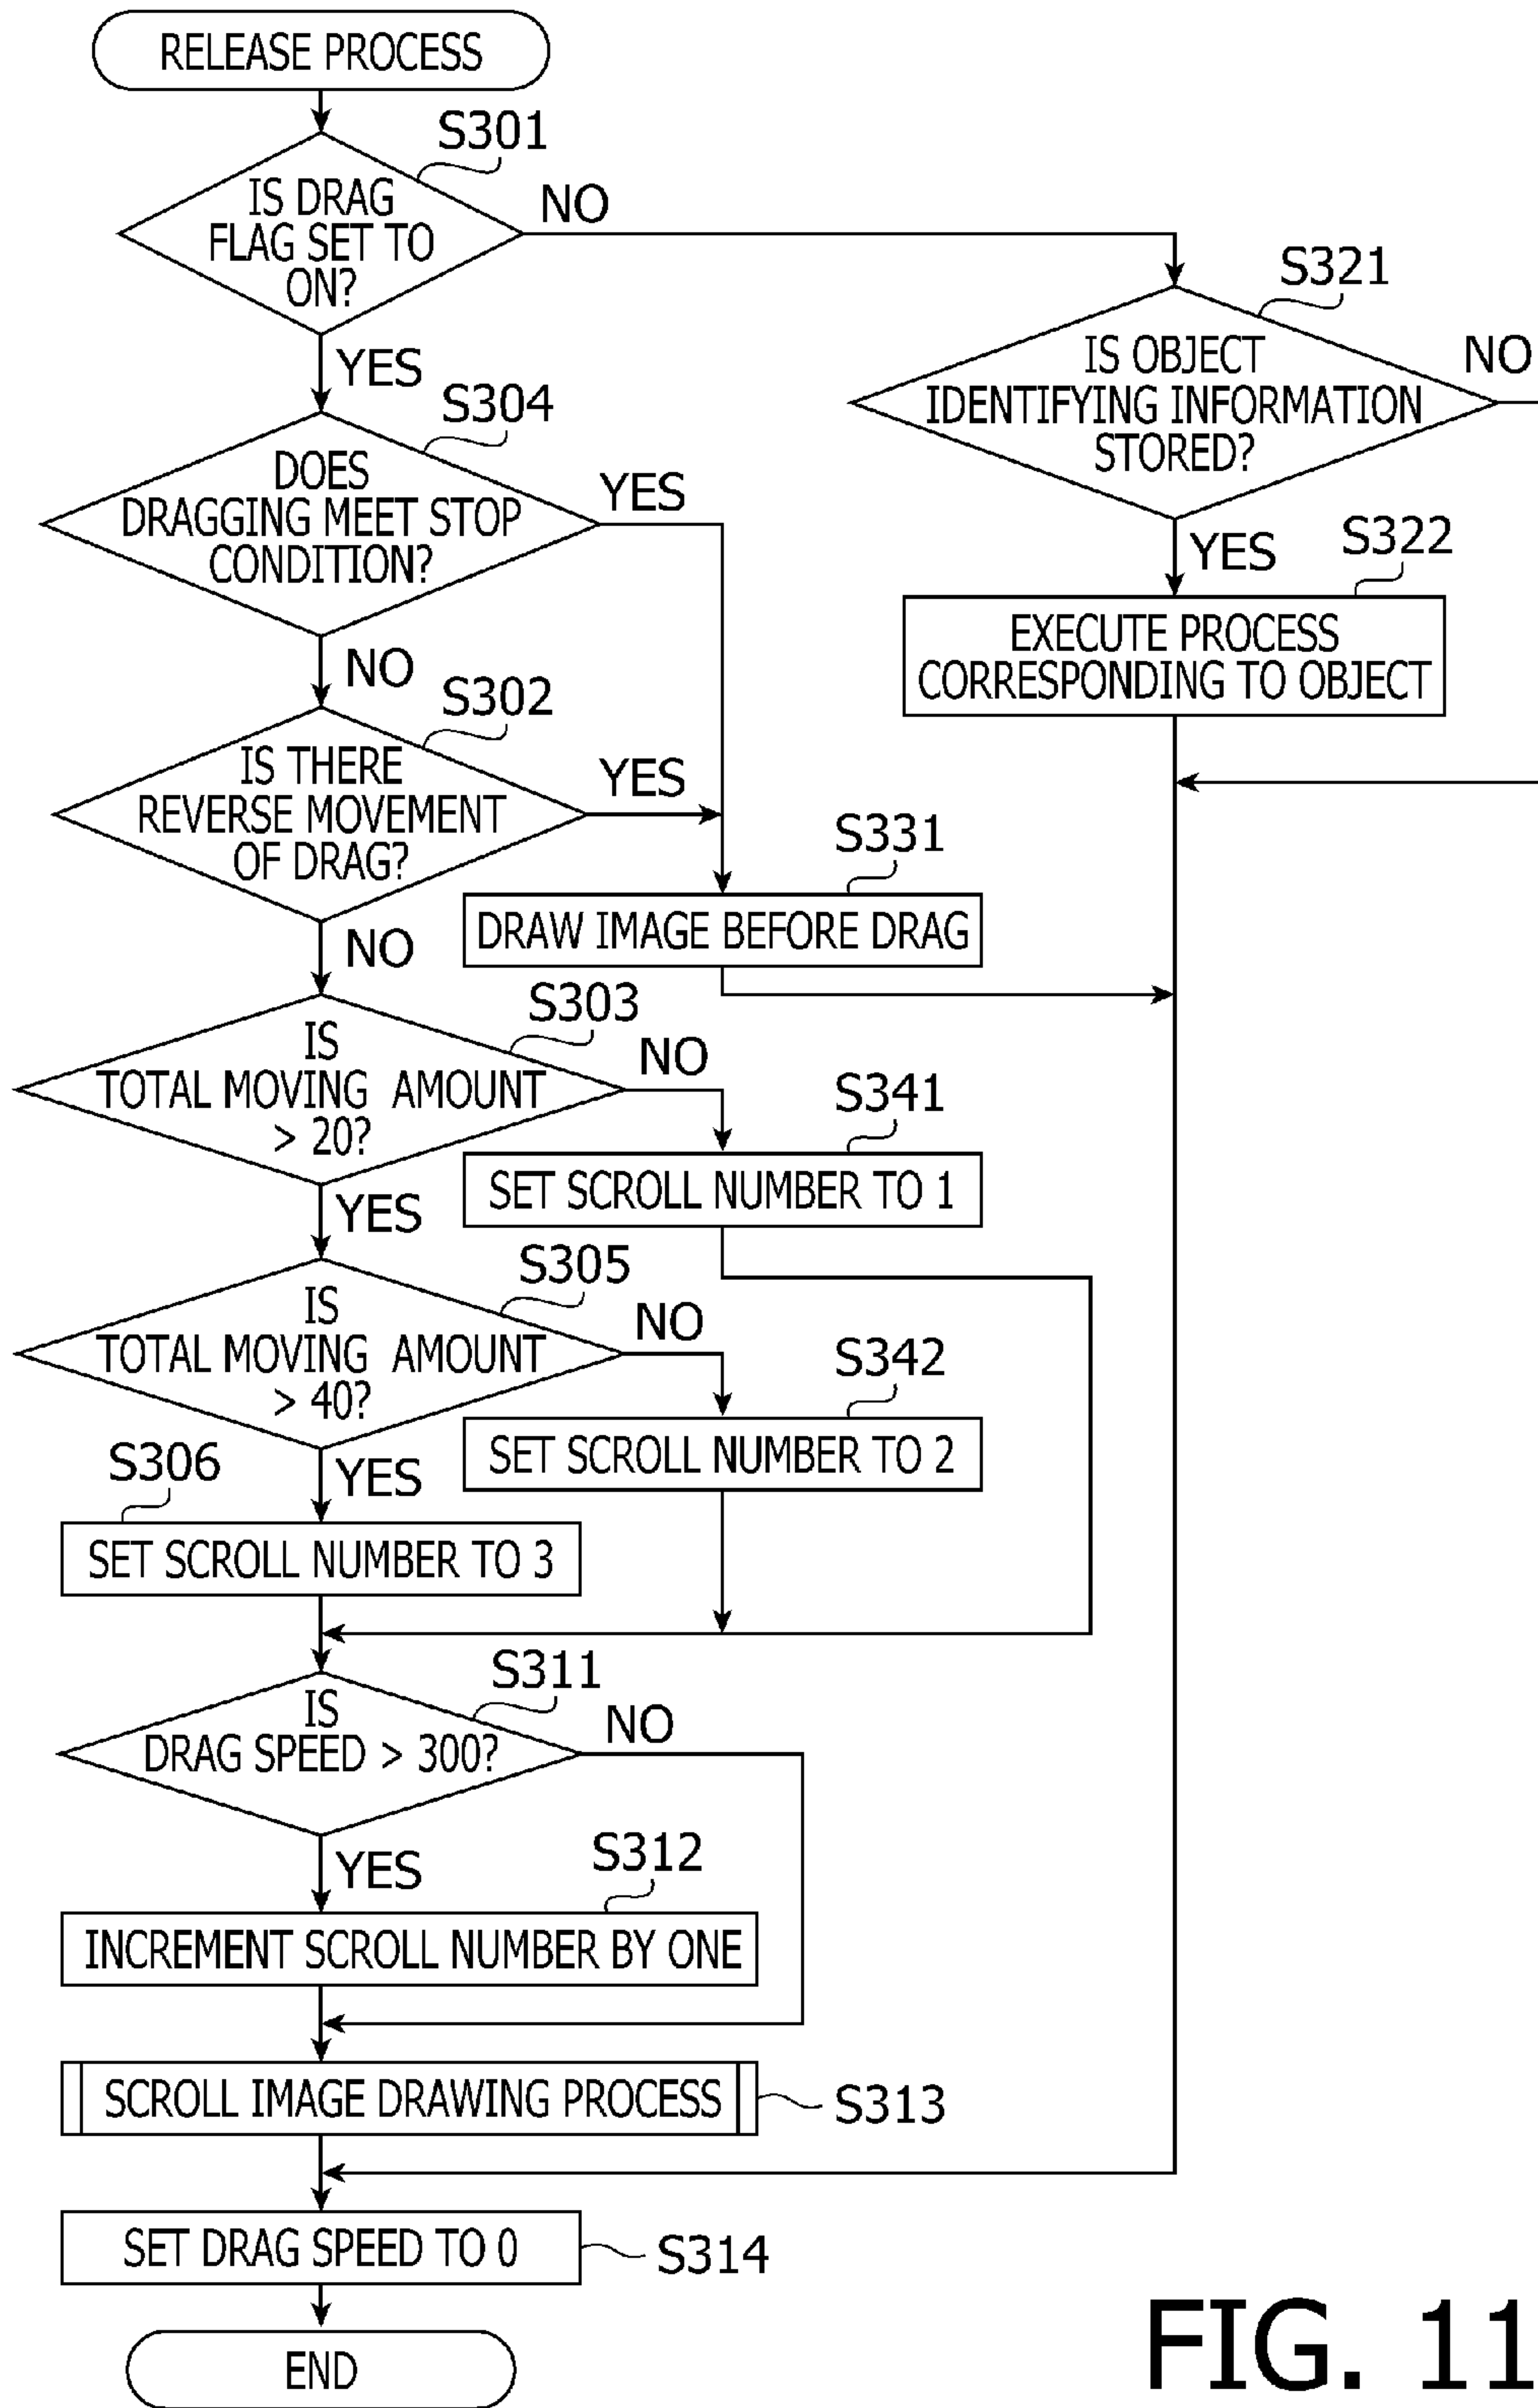 RELEASE PROCESS
S301
IS DRAG
FLAG SET TO
ON?
NO
YES
S321
IS OBJECT
IDENTIFYING INFORMATION
STORED?
NO
YES
S322
EXECUTE PROCESS
CORRESPONDING TO OBJECT
S304
DOES
DRAGGING MEET STOP
CONDITION?
YES
NO
S302
IS THERE
REVERSE MOVEMENT
OF DRAG?
YES
NO
S331
DRAW IMAGE BEFORE DRAG
S303
IS
TOTAL MOVING AMOUNT
> 20?
NO
YES
S341
SET SCROLL NUMBER TO 1
S305
IS
TOTAL MOVING AMOUNT
> 40?
NO
YES
S342
SET SCROLL NUMBER TO 2
S306
SET SCROLL NUMBER TO 3
S311
IS
DRAG SPEED > 300?
NO
YES
S312
INCREMENT SCROLL NUMBER BY ONE
SCROLL IMAGE DRAWING PROCESS
S313
SET DRAG SPEED TO 0
S314
END
FIG. 11